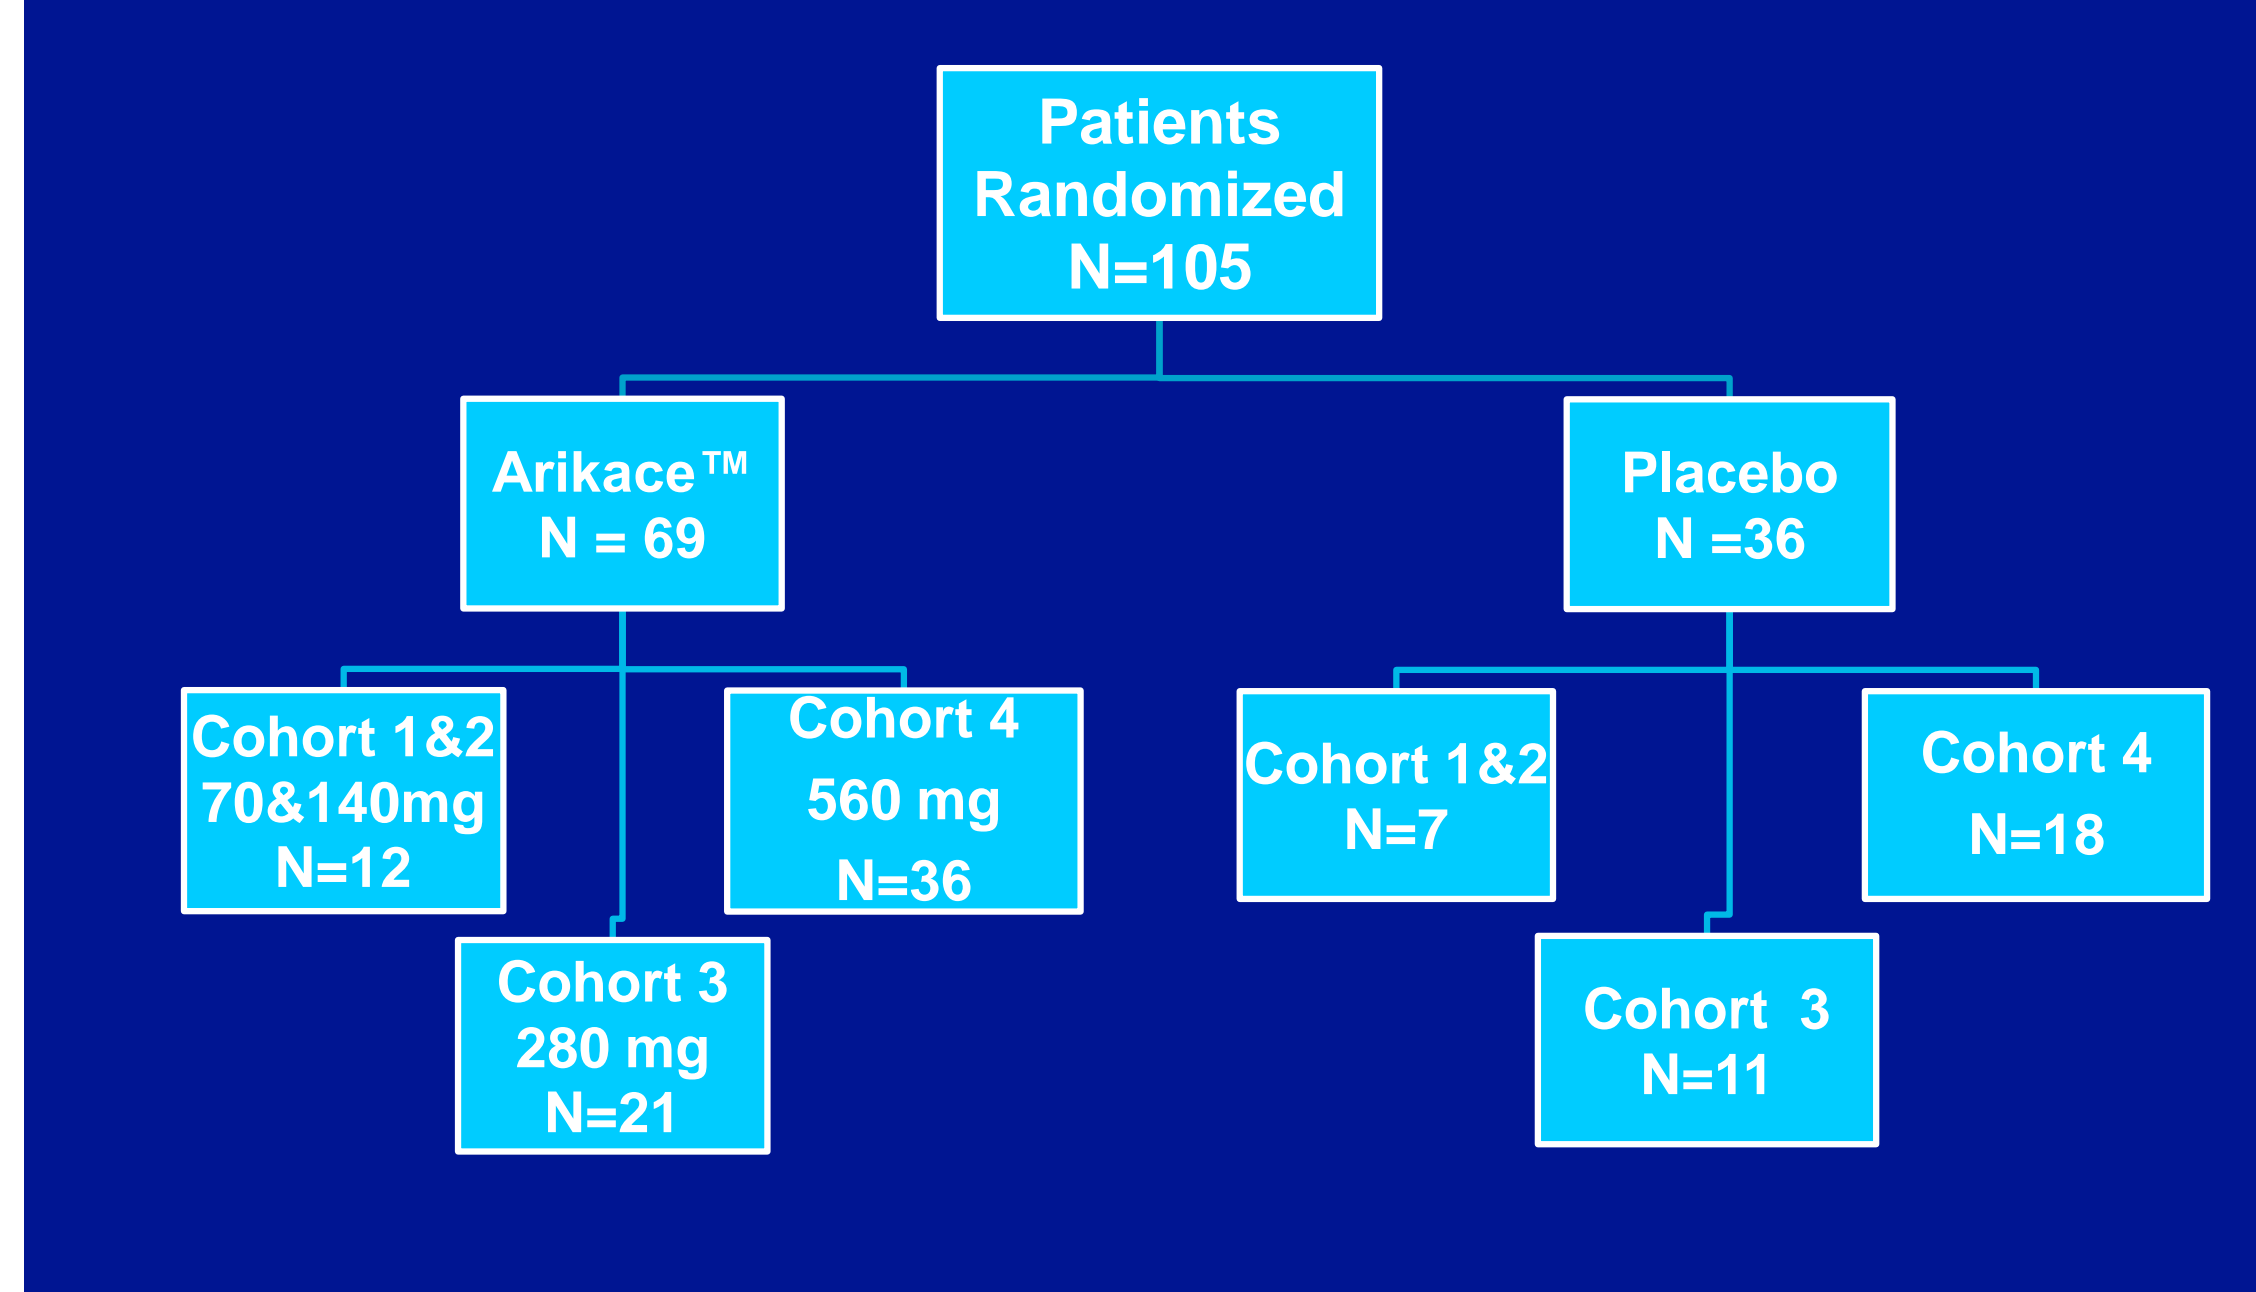 Patients
Randomized
N=105
Arikace™
N = 69
Placebo
N =36
Cohort 1&2
70&140mg
N=12
Cohort 4
560 mg
N=36
Cohort 1&2
N=7
Cohort 4
N=18
Cohort 3
280 mg
N=21
Cohort  3
N=11